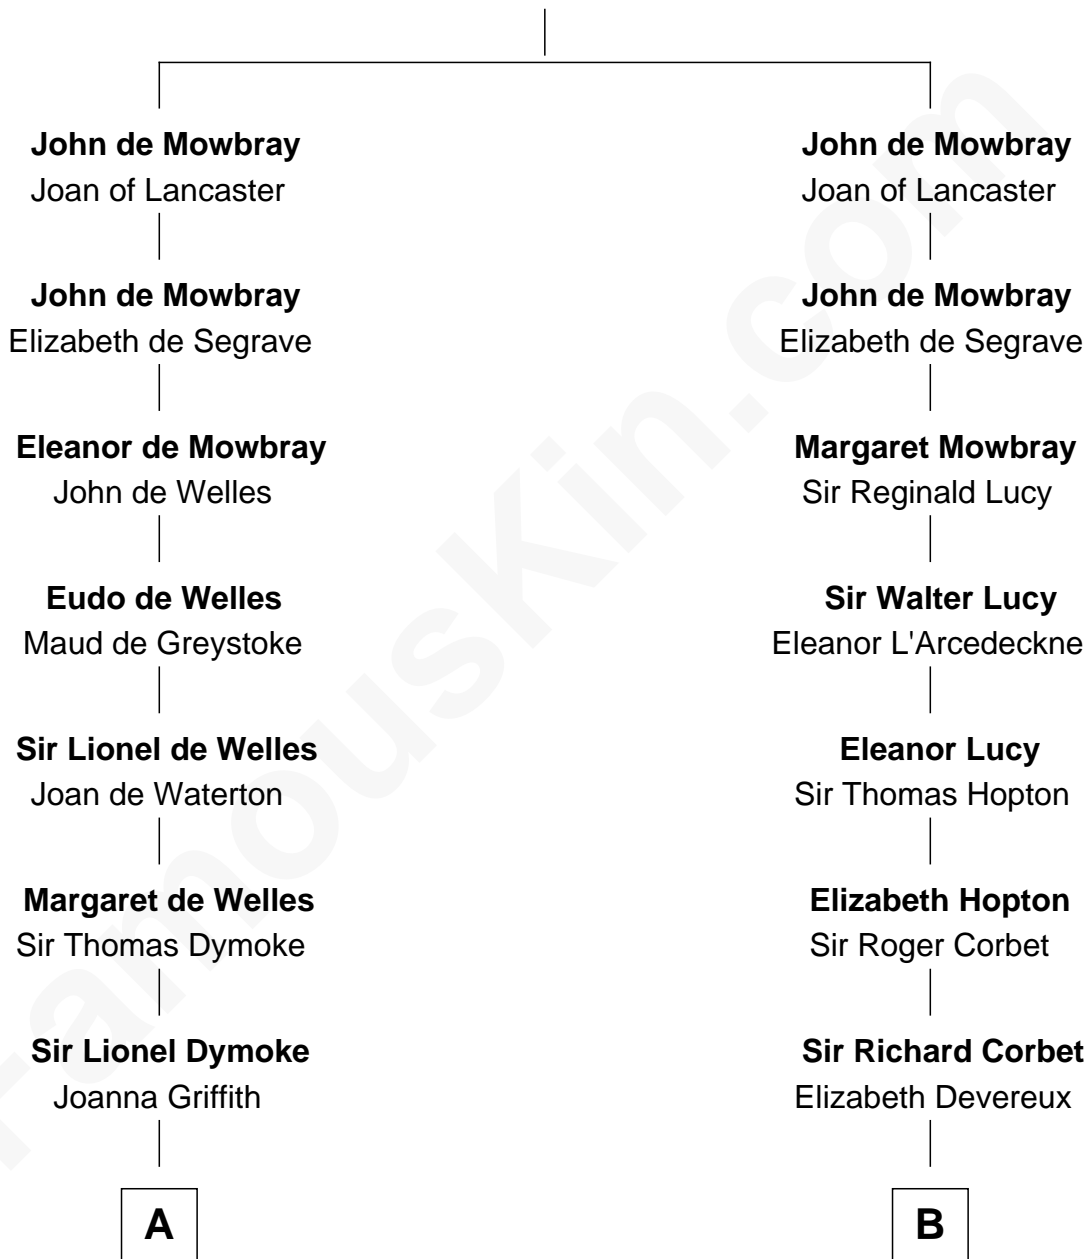 John de Mowbray
Joan of Lancaster
John de Mowbray
Elizabeth de Segrave
Eleanor de Mowbray
John de Welles
Eudo de Welles
Maud de Greystoke
Sir Lionel de Welles
Joan de Waterton
Margaret de Welles
Sir Thomas Dymoke
Sir Lionel Dymoke
Joanna Griffith
A
John de Mowbray
Joan of Lancaster
John de Mowbray
Elizabeth de Segrave
Margaret Mowbray
Sir Reginald Lucy
Sir Walter Lucy
Eleanor L'Arcedeckne
Eleanor Lucy
Sir Thomas Hopton
Elizabeth Hopton
Sir Roger Corbet
Sir Richard Corbet
Elizabeth Devereux
B
FamousKin.com